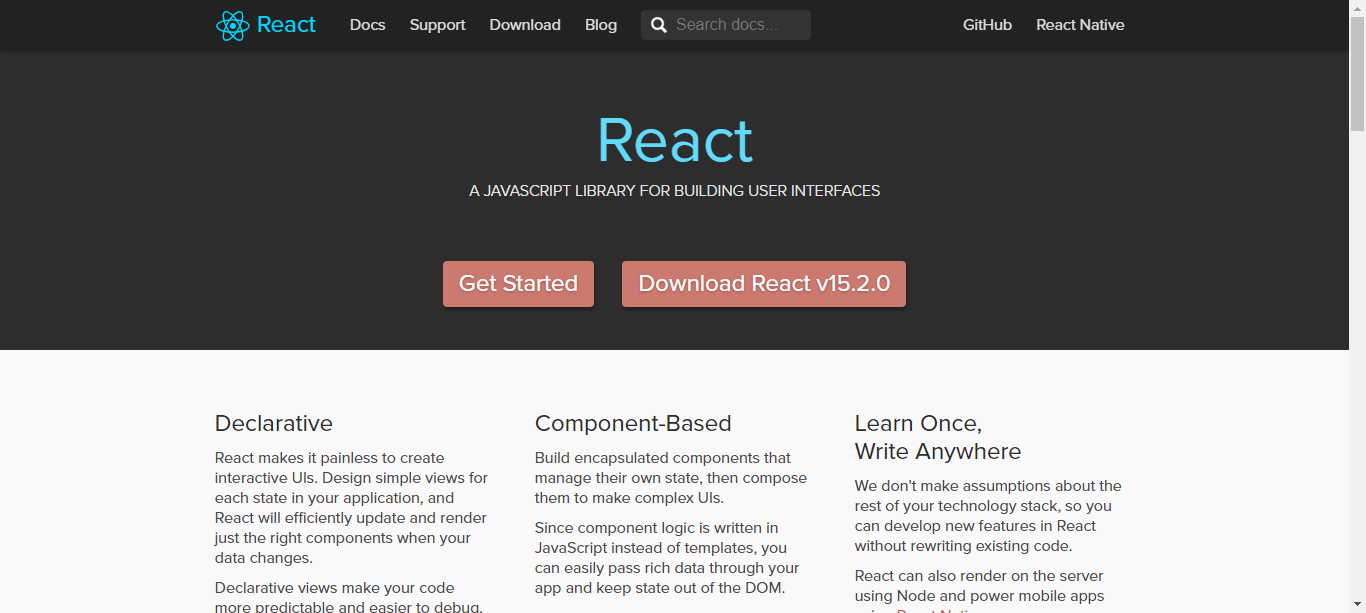 React Docs Support Download Blog Search docs... GitHub React Native
React
A JAVASCRIPT LIBRARY FOR BUILDING USER INTERFACES
Get Started Download React v15.2.0
Declarative
React makes it painless to create
interactive UIs. Design simple views for
each state in your application, and
React will efficiently update and render
just the right components when your
data changes.
Declarative views make your code
more predictable and easier to debug.
Component-Based
Build encapsulated components that
manage their own state, then compose
them to make complex UIs.
Since component logic is written in
JavaScript instead of templates, you
can easily pass rich data through your
app and keep state out of the DOM.
Learn Once,
Write Anywhere
We don't make assumptions about the
rest of your technology stack, so you
can develop new features in React
without rewriting existing code.
React can also render on the server
using Node and power mobile apps